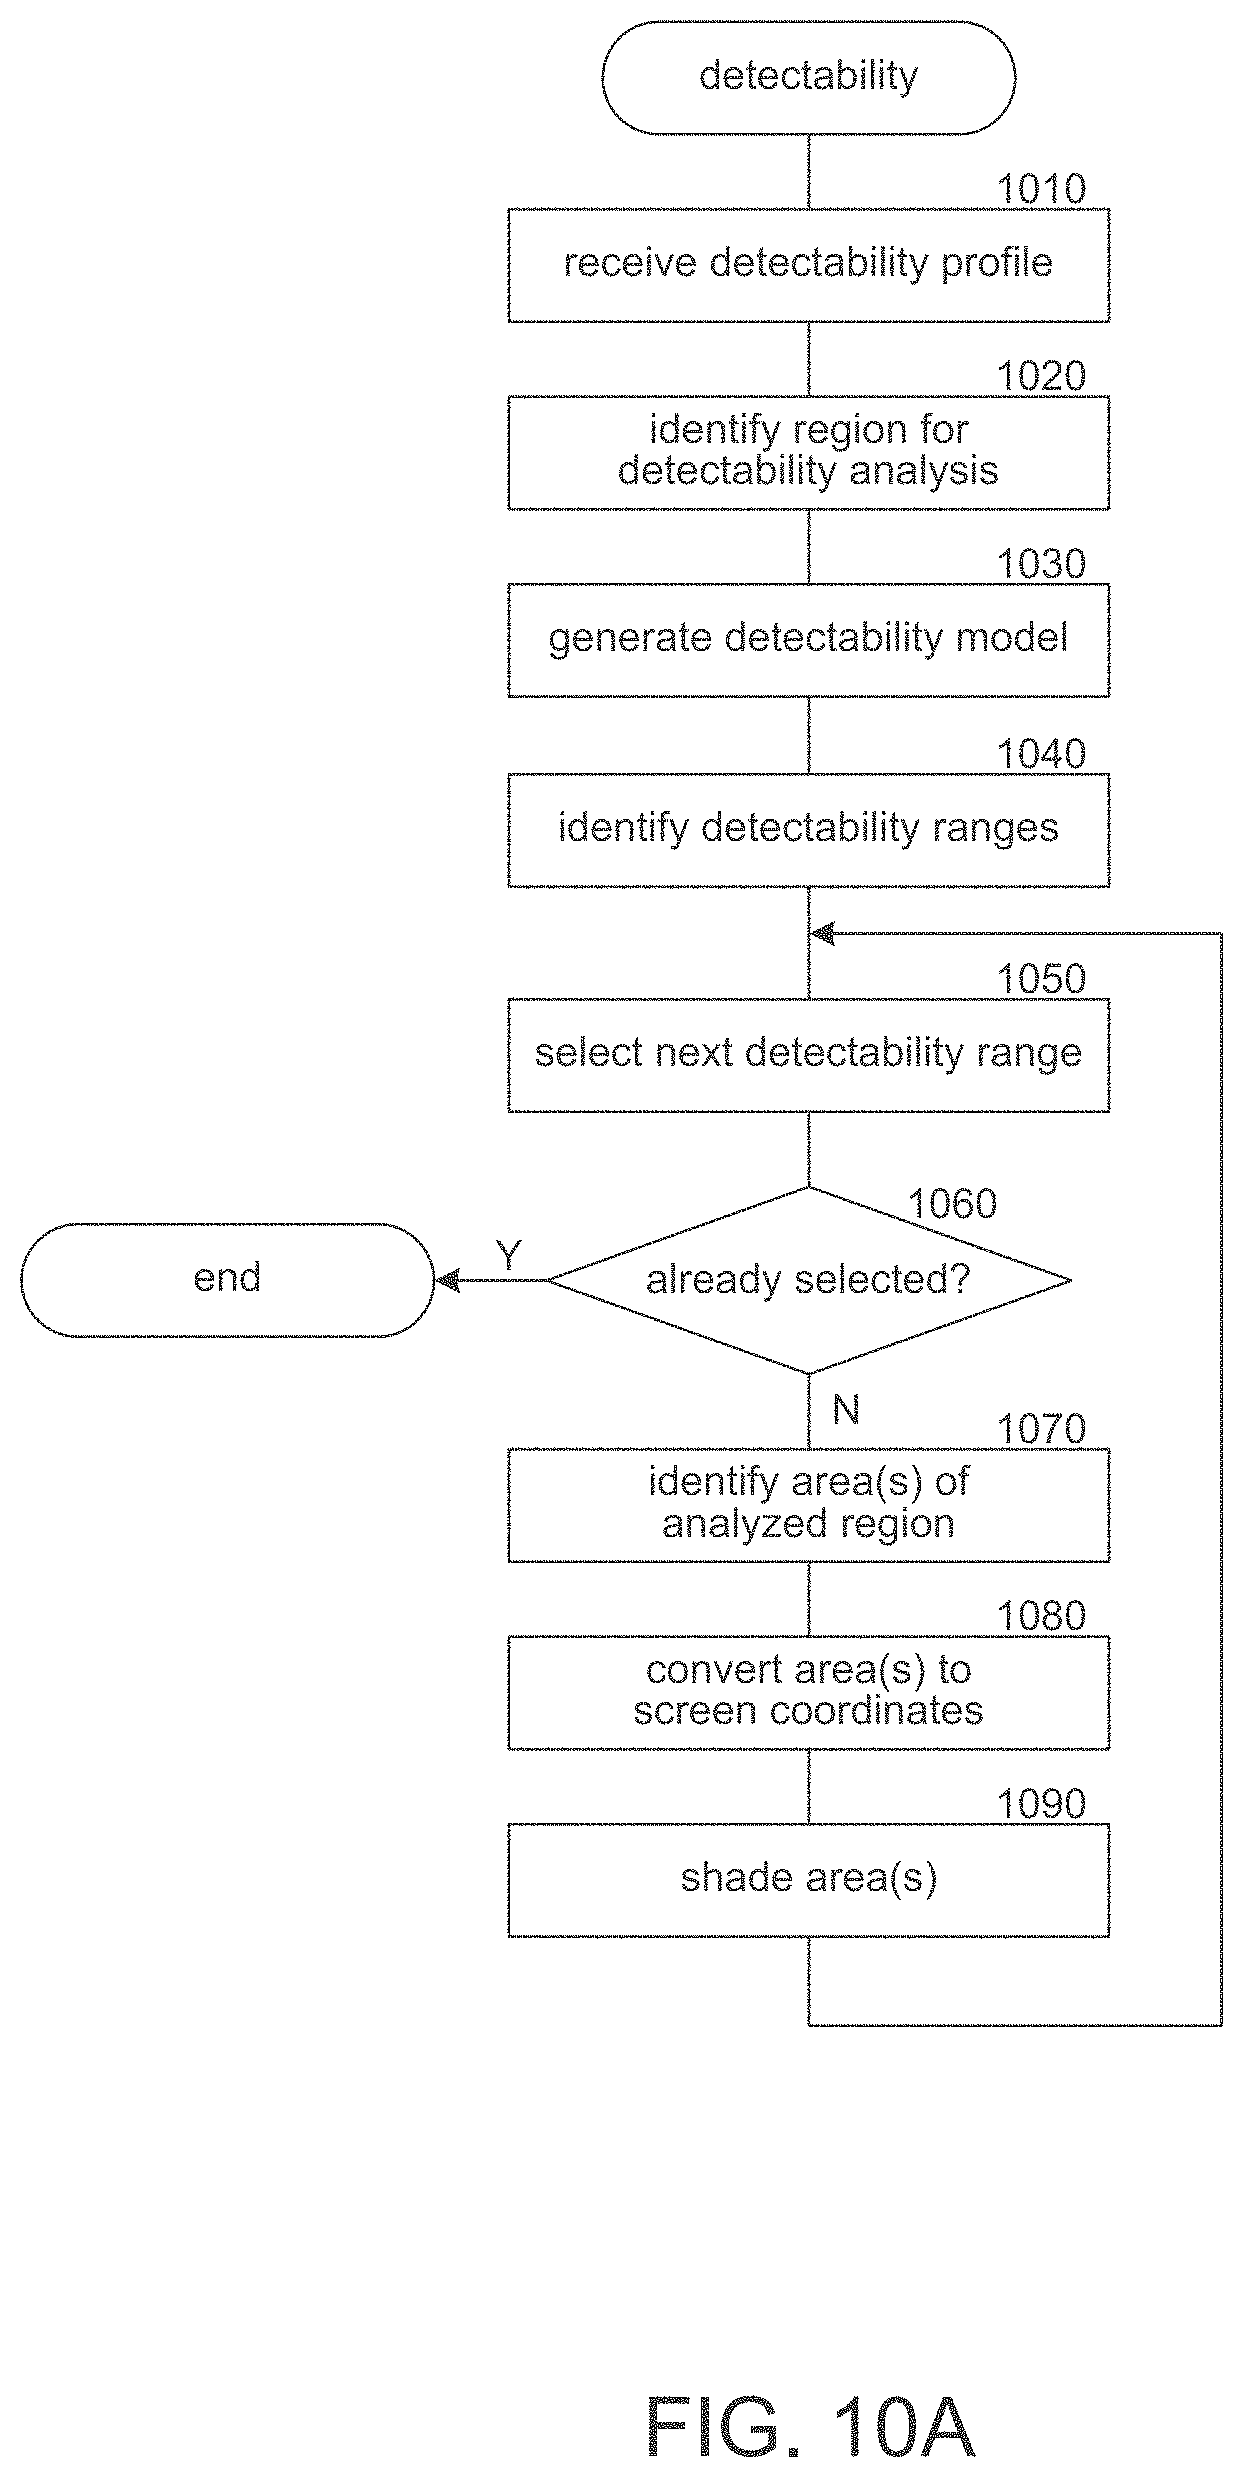 detectability
1010
receive detectability profile
1020
identify region for
detectability analysis
1030
generate detectability model
1040
identify detectability ranges
1050
select next detectability range
1060
already selected?
Y
end
N
1070
identify area(s) of
analyzed region
1080
convert area(s) to
screen coordinates
1090
shade area(s)
FIG. 10A